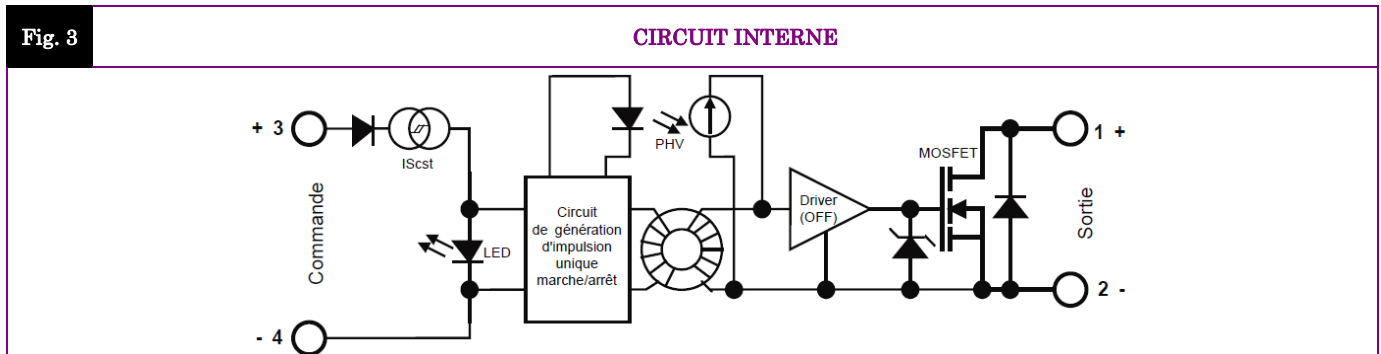 Fig. 3
CIRCUIT INTERNE
+ 3
IScst
Commande
LED
- 4
Circuit
de génération
d'impulsion
unique
marche/arrêt
PHV
Driver
(OFF)
MOSFET
1 +
Sortie
2 -